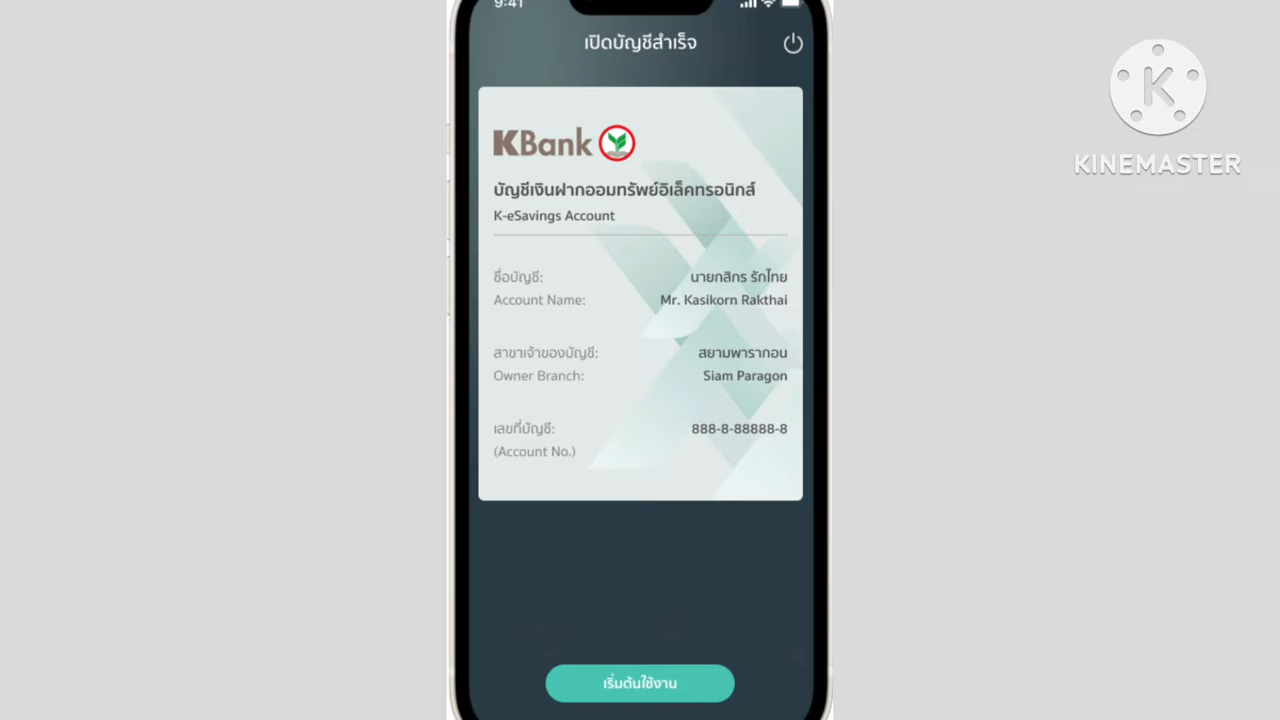 9:41
เปิดบัญชีสำเร็จ
KBank
บัญชีเงินฝากออมทรัพย์อิเล็คทรอนิกส์
K-eSavings Account
ชื่อบัญชี: นายกสิกร รักไทย
Account Name: Mr. Kasikorn Rakthai
สาขาเจ้าของบัญชี: สยามพารากอน
Owner Branch: Siam Paragon
เลขที่บัญชี: 888-8-88888-8
(Account No.)
เริ่มต้นใช้งาน
K
KINEMASTER